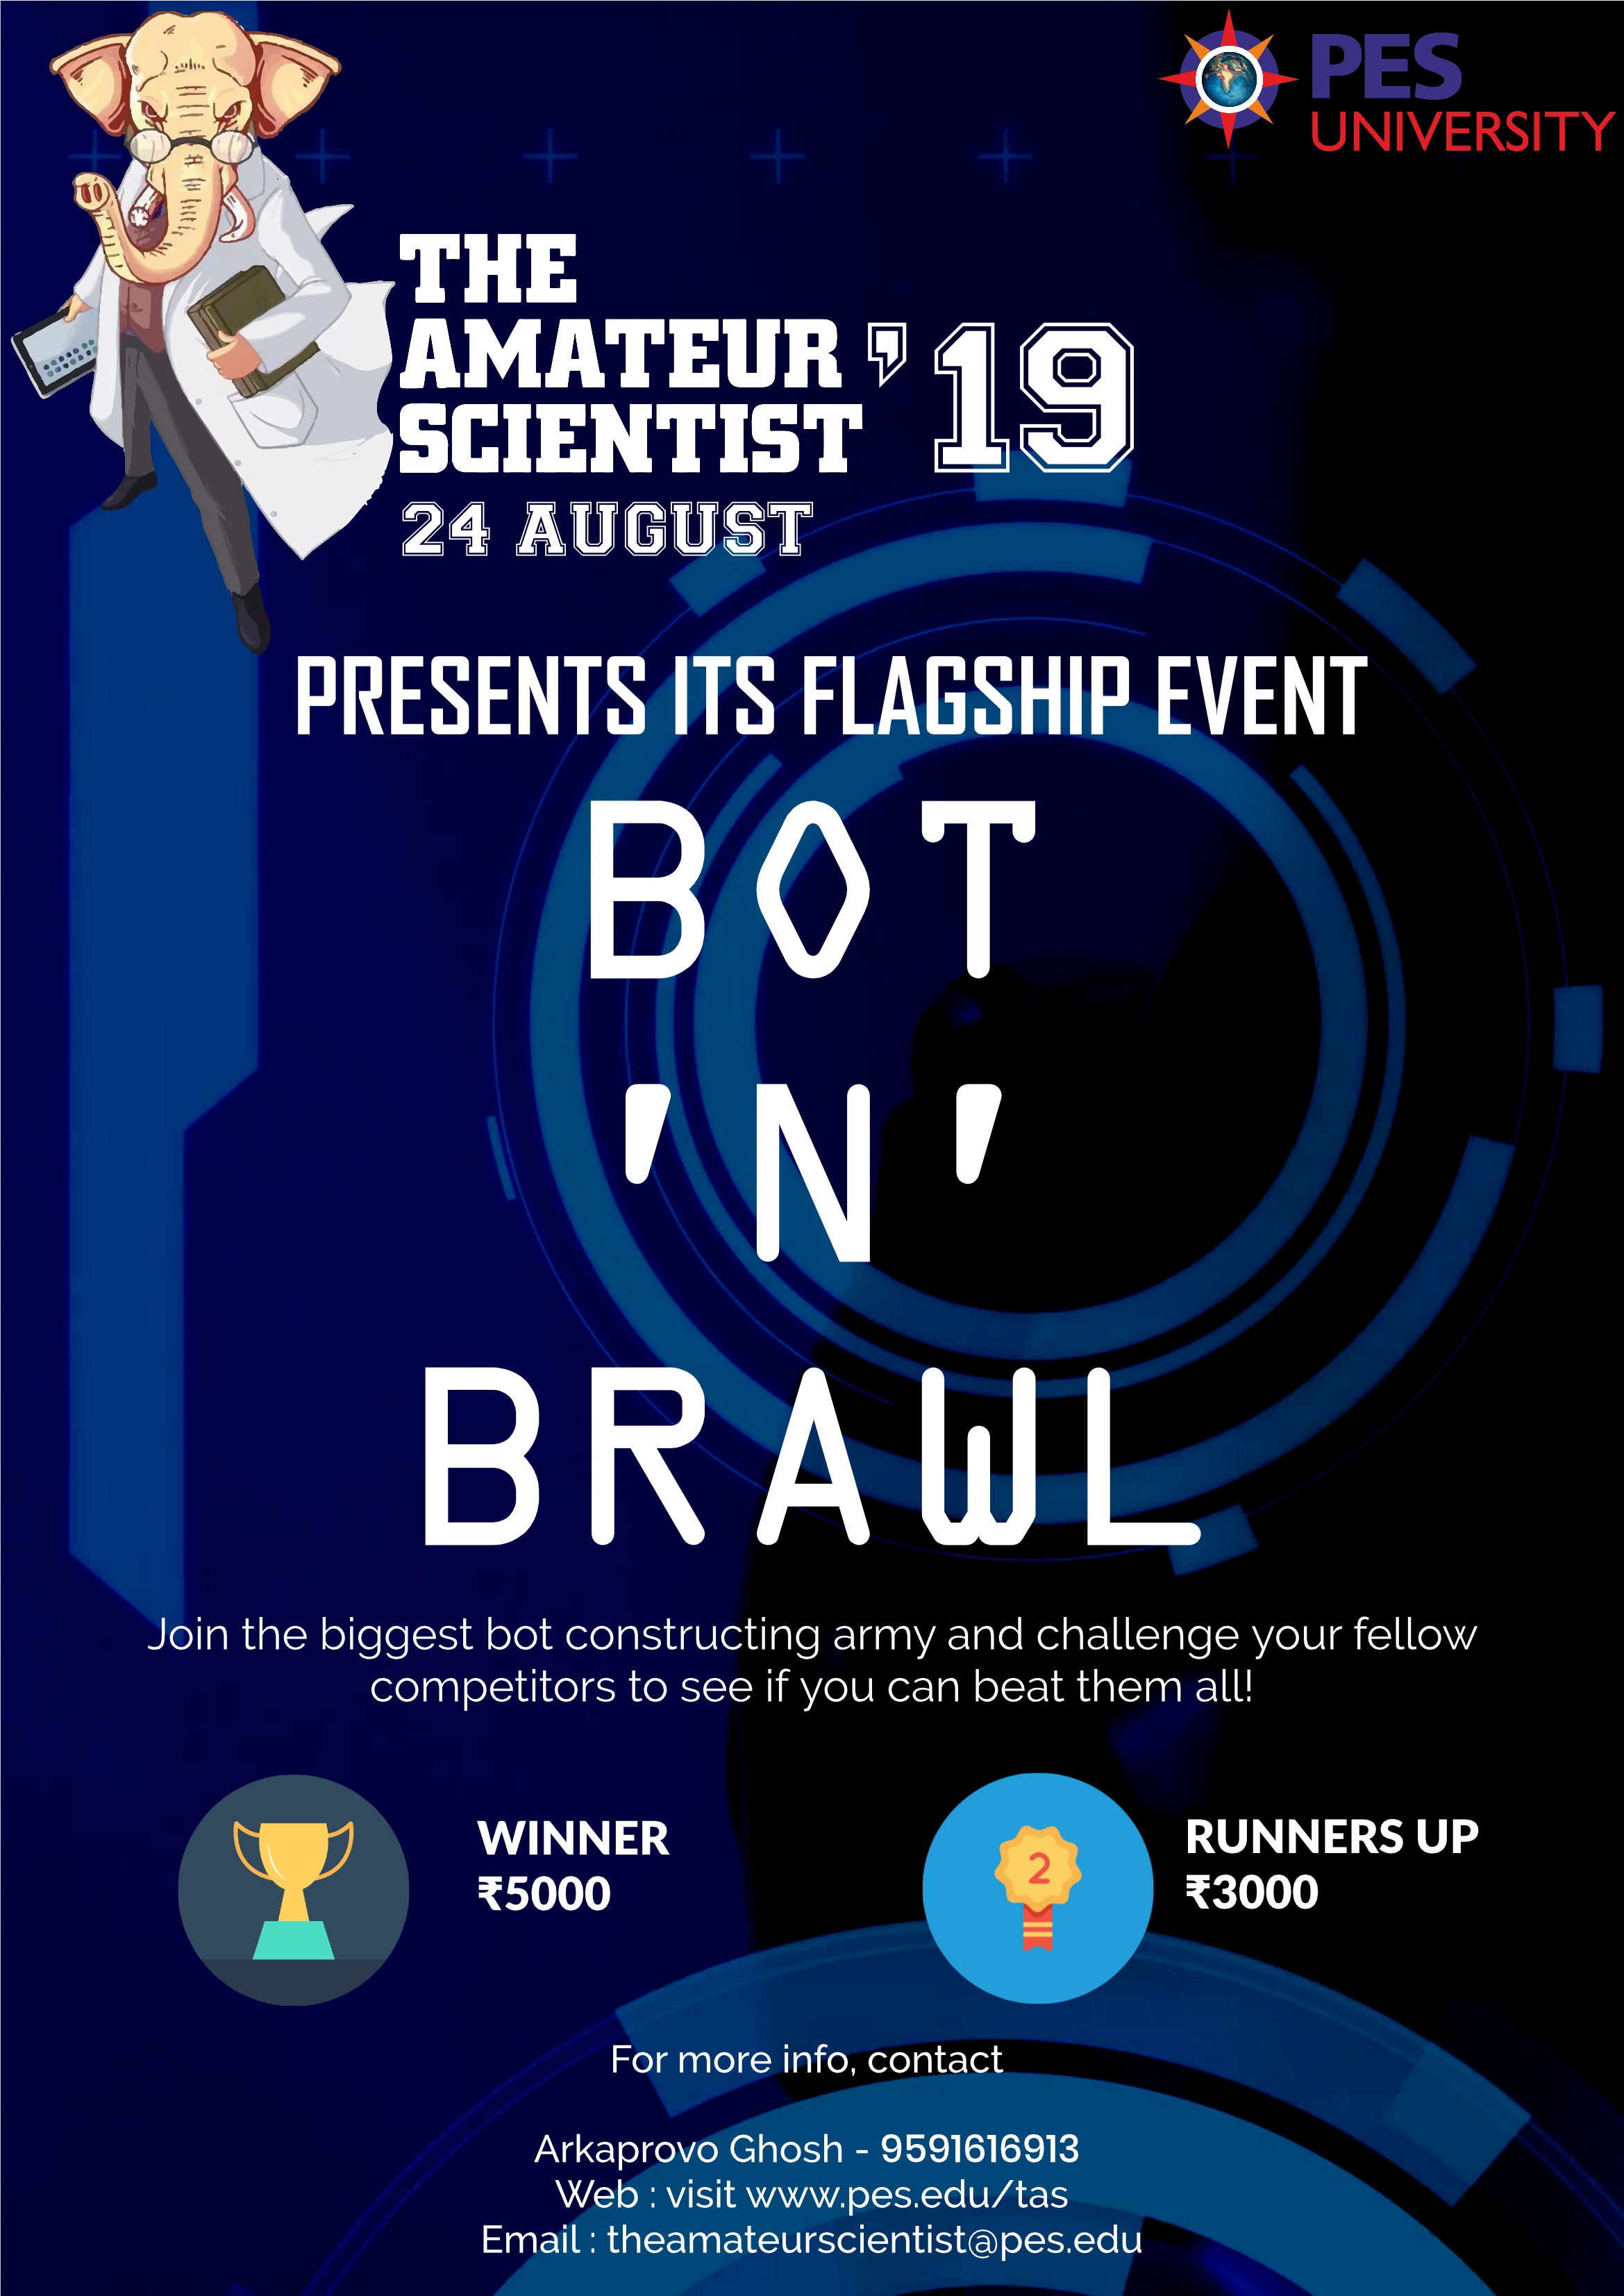 PES
UNIVERSITY
THE
AMATEUR
SCIENTIST '19
24 AUGUST
PRESENTS ITS FLAGSHIP EVENT
BOT
'N'
BRAWL
Join the biggest bot constructing army and challenge your fellow
competitors to see if you can beat them all!
WINNER
₹5000
2
RUNNERS UP
₹3000
For more info, contact
Arkaprovo Ghosh - 9591616913
Web : visit www.pes.edu/tas
Email : theamateurscientist@pes.edu